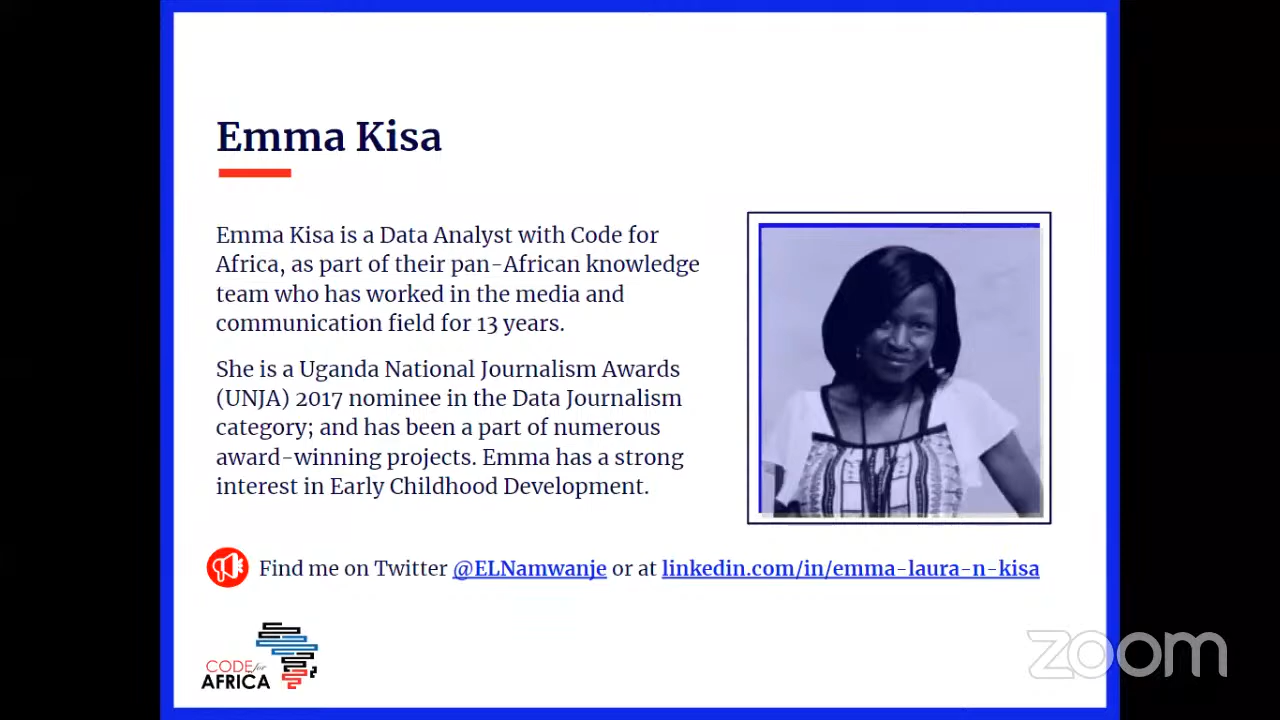 Emma Kisa
Emma Kisa is a Data Analyst with Code for
Africa, as part of their pan-African knowledge
team who has worked in the media and
communication field for 13 years.
She is a Uganda National Journalism Awards
(UNJA) 2017 nominee in the Data Journalism
category; and has been a part of numerous
award-winning projects. Emma has a strong
interest in Early Childhood Development.
Find me on Twitter @ELNamwanje or at linkedin.com/in/emma-laura-n-kisa
CODE for
AFRICA
zoom